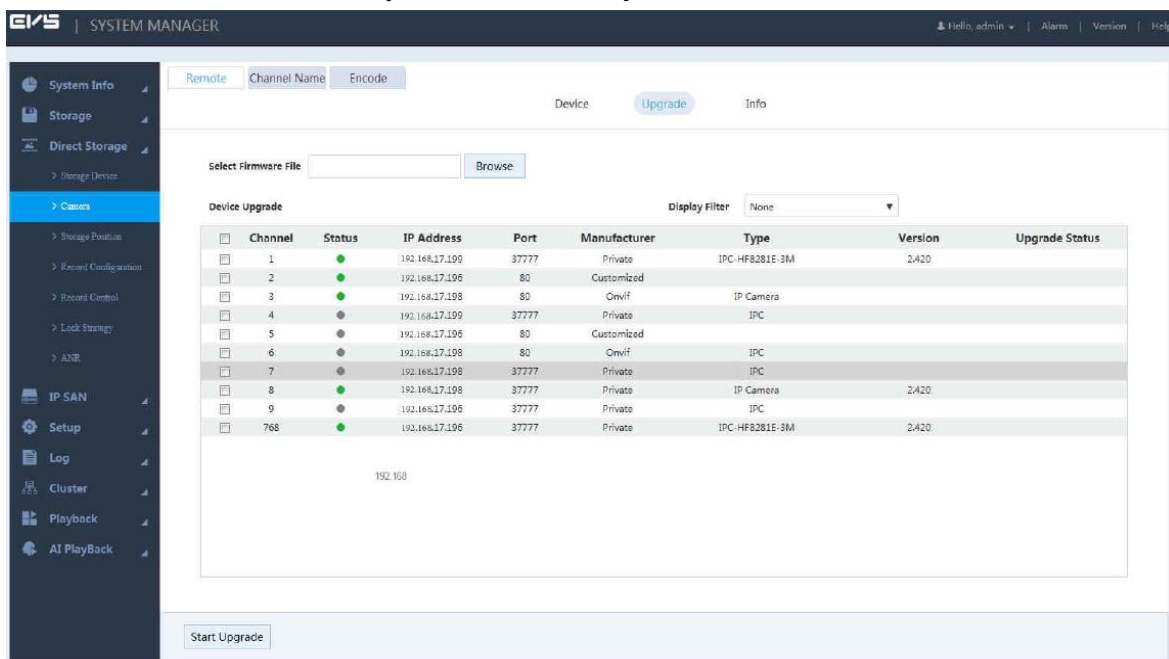 EVS | SYSTEM MANAGER
Hello, admin | Alarm | Version | Help
System Info
Storage
Direct Storage
> Storage Device
> Camera
> Storage Position
> Record Configuration
> Record Control
> Lock Strategy
> ANR
IP SAN
Setup
Log
Cluster
Playback
AI PlayBack
Remote Channel Name Encode
Device Upgrade Info
Select Firmware File Browse
Device Upgrade Display Filter None
Channel Status IP Address Port Manufacturer Type Version Upgrade Status
1 192.168.17.199 37777 Private IPC-HF8281E-3M 2.420
2 192.168.17.196 80 Customized
3 192.168.17.198 80 Onvif IP Camera
4 192.168.17.199 37777 Private IPC
5 192.168.17.196 80 Customized
6 192.168.17.198 80 Onvif IPC
7 192.168.17.198 37777 Private IPC
8 192.168.17.198 37777 Private IP Camera 2.420
9 192.168.17.196 37777 Private IPC
768 192.168.17.196 37777 Private IPC-HF8281E-3M 2.420
192.168
Start Upgrade